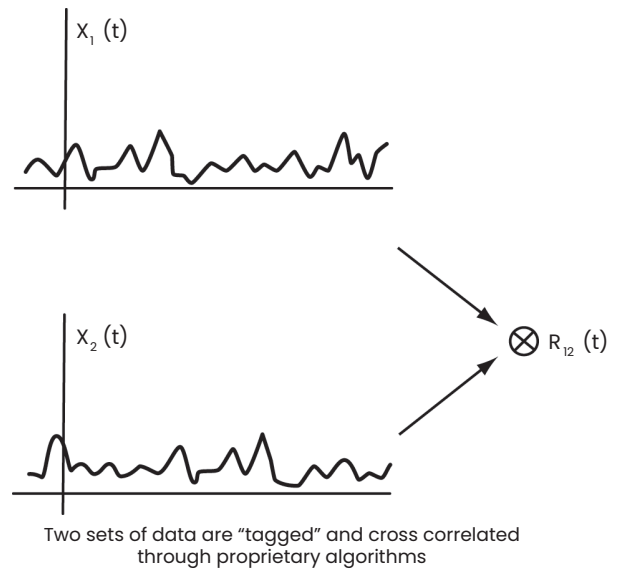 X₁ (t)
X₂ (t)
R₁₂ (t)
Two sets of data are “tagged” and cross correlated
through proprietary algorithms